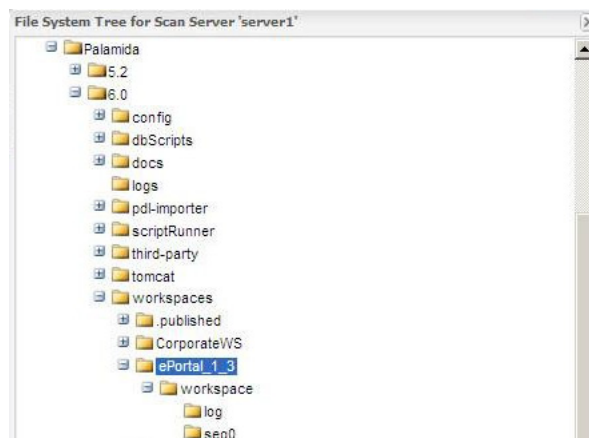 File System Tree for Scan Server 'server1'
Palamida
5.2
6.0
config
dbScripts
docs
logs
pdl-importer
scriptRunner
third-party
tomcat
workspaces
.published
CorporateWS
ePortal_1_3
workspace
log
seq0